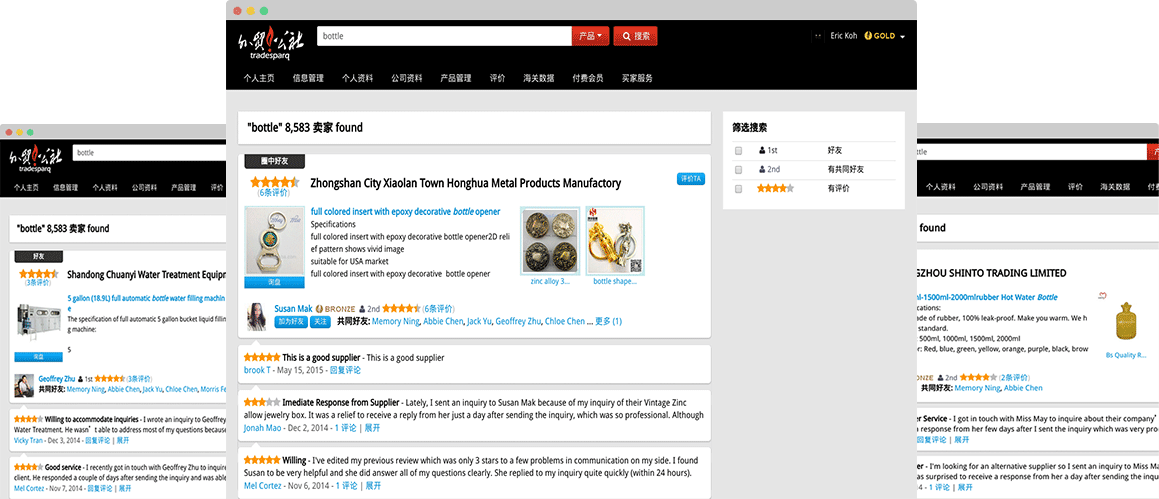 外贸公社
tradesparq
bottle
产品
搜索
Eric Koh
GOLD
个人主页 信息管理 个人资料 公司资料 产品管理 评价 海关数据 付费会员 买家服务
"bottle" 8,583 卖家 found
圈中好友
(6条评价)
Zhongshan City Xiaolan Town Honghua Metal Products Manufactory
评价TA
full colored insert with epoxy decorative bottle opener
Specifications
full colored insert with epoxy decorative bottle opener2D reli
ef pattern shows vivid image
suitable for USA market
full colored insert with epoxy decorative bottle opener
询盘
zinc alloy 3...
bottle shape...
Susan Mak BRONZE 2nd (6条评价)
加为好友 关注 共同好友: Memory Ning, Abbie Chen, Jack Yu, Geoffrey Zhu, Chloe Chen ... 更多 (1)
This is a good supplier - This is a good supplier
brook T - May 15, 2015 - 回复评论
Imediate Response from Supplier - Lately, I sent an inquiry to Susan Mak because of my inquiry of their Vintage Zinc
allow jewelry box. It was a relief to receive a reply from her just a day after sending the inquiry, which was so professional. Although
Jonah Mao - Dec 2, 2014 - 1 评论 | 展开
Willing - I've edited my previous review which was only 3 stars to a few problems in communication on my side. I found
Susan to be very helpful and she did answer all of my questions clearly. She replied to my inquiry quite quickly (within 24 hours).
Mel Cortez - Nov 6, 2014 - 1 评论 | 展开
筛选搜索
1st 好友
2nd 有共同好友
有评价
外贸公社
tradesparq
bottle
个人主页 信息管理 个人资料 公司资料 产品管理 评价
"bottle" 8,583 卖家 found
好友
(3条评价)
Shandong Chuanyi Water Treatment Equipm
5 gallon (18.9L) full automatic bottle water filling machin
e
The specification of full automatic 5 gallon bucket liquid fillin
g machine:
5
询盘
Geoffrey Zhu 1st (3条评价)
共同好友: Memory Ning, Abbie Chen, Jack Yu, Chloe Chen, Morris Fe
Willing to accommodate inquiries - I wrote an inquiry to Geoffrey
Water Treatment. He wasn't able to address most of my questions because
Vicky Tran - Dec 3, 2014 - 回复评论 | 展开
Good service - I recently got in touch with Geoffrey Zhu to inquire
client. He responded a couple of days after sending the inquiry and was able
Mel Cortez - Nov 7, 2014 - 回复评论 | 展开
ttle
产
个人资料 公司资料 产品管理 评价 海关数据 付费
found
GZHOU SHINTO TRADING LIMITED
ml-1500ml-2000mlrubber Hot Water Bottle
cations:
ade of rubber, 100% leak-proof. Make you warm. We h
standard.
500ml, 1000ml, 1500ml, 2000ml
r: Red, blue, green, yellow, orange, purple, black, brow
8s Quality R...
ONZE 2nd (2条评价)
共同好友: Memory Ning, Abbie Chen
er Service - I got in touch with Miss May to inquire about their company'
a response from her few days after I sent the inquiry which was very pro
回复评论 | 展开
er - I'm looking for an alternative supplier so I sent an inquiry to Miss Ma
as surprised to receive a response from her a day after sending my inquir
, 2014 - 1 评论 | 展开